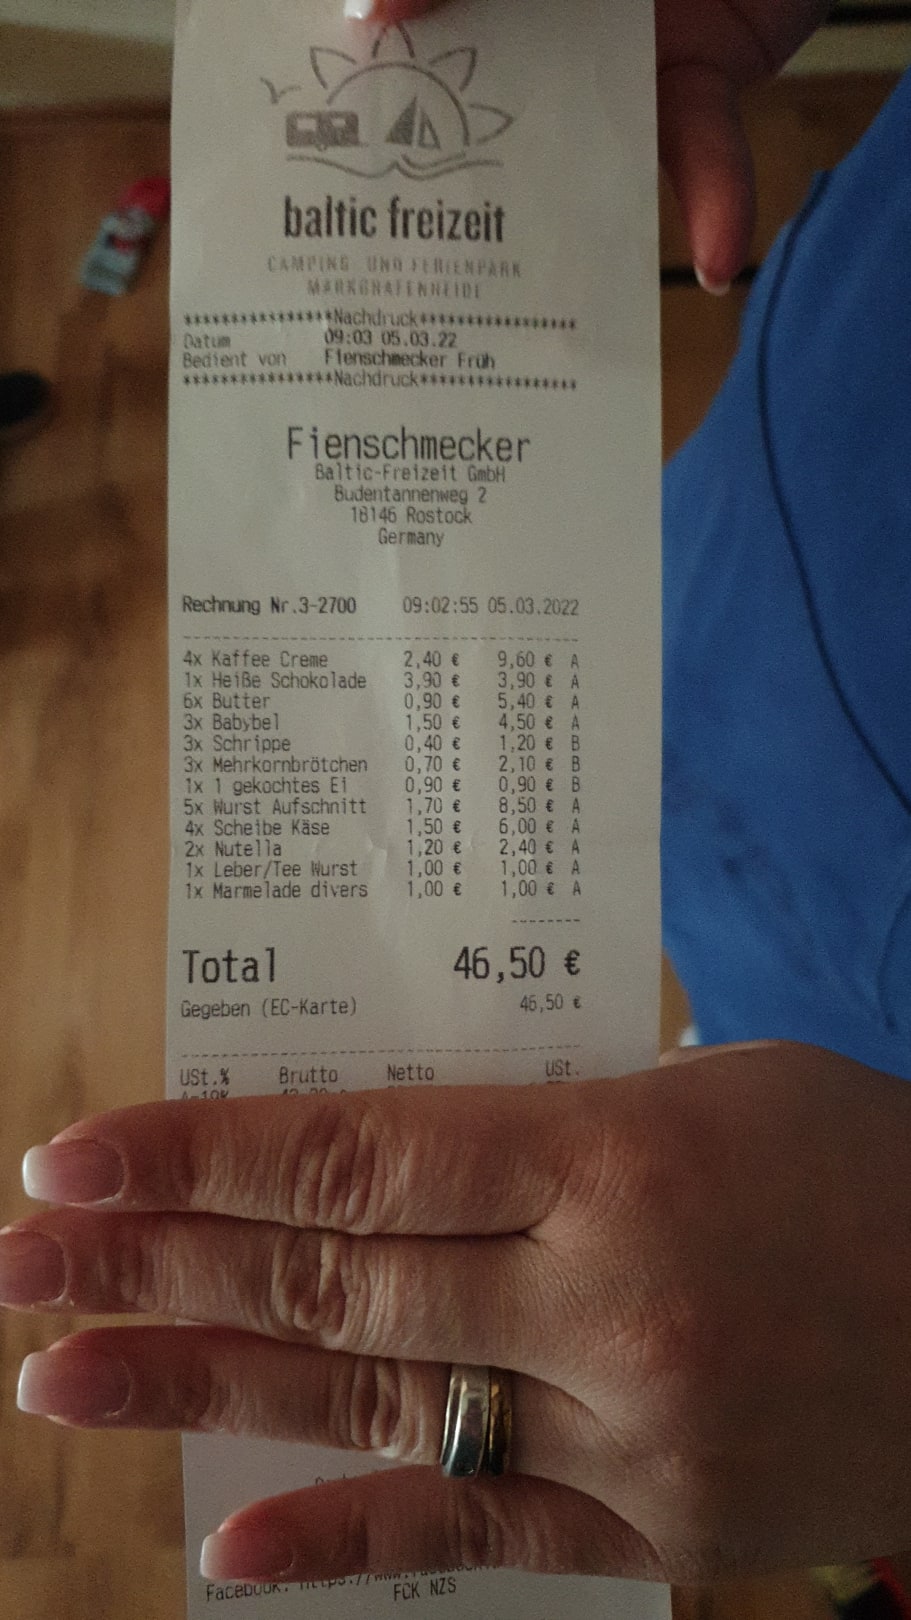 baltic freizeit
CAMPING- UND FERIENPARK
MARKGRAFENHEIDE
****************Nachdruck*****************
Datum 09:03 05.03.22
Bedient von Fienschmecker Früh
****************Nachdruck*****************
Fienschmecker
Baltic-Freizeit GmbH
Budentannenweg 2
18146 Rostock
Germany
Rechnung Nr.3-2700 09:02:55 05.03.2022
4x Kaffee Creme 2,40 € 9,60 € A
1x Heiße Schokolade 3,90 € 3,90 € A
6x Butter 0,90 € 5,40 € A
3x Babybel 1,50 € 4,50 € A
3x Schrippe 0,40 € 1,20 € B
3x Mehrkornbrötchen 0,70 € 2,10 € B
1x 1 gekochtes Ei 0,90 € 0,90 € B
5x Wurst Aufschnitt 1,70 € 8,50 € A
4x Scheibe Käse 1,50 € 6,00 € A
2x Nutella 1,20 € 2,40 € A
1x Leber/Tee Wurst 1,00 € 1,00 € A
1x Marmelade divers 1,00 € 1,00 € A
Total 46,50 €
Gegeben (EC-Karte) 46,50 €
USt.% Brutto Netto USt.
Facebook:
FCK NZS